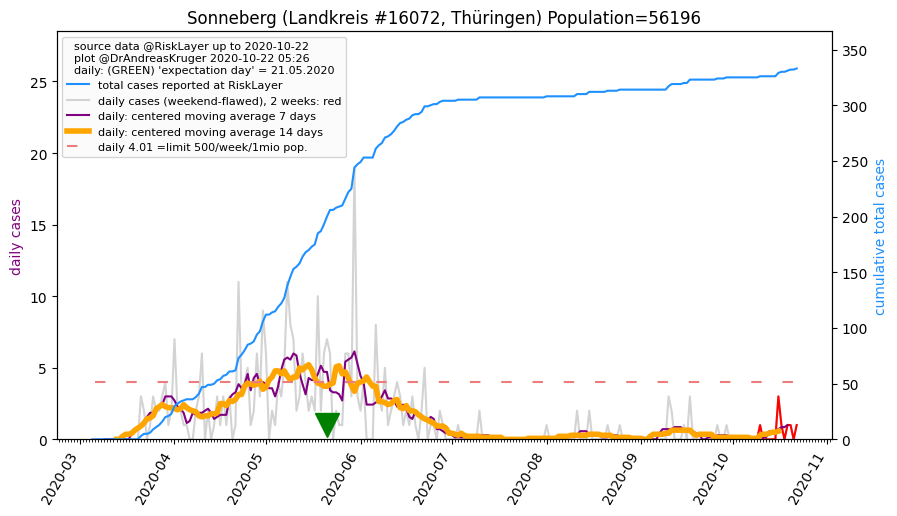 Sonneberg (Landkreis #16072, Thüringen) Population=56196
source data @RiskLayer up to 2020-10-22
plot @DrAndreasKruger 2020-10-22 05:26
daily: (GREEN) 'expectation day' = 21.05.2020
total cases reported at RiskLayer
daily cases (weekend-flawed), 2 weeks: red
daily: centered moving average 7 days
daily: centered moving average 14 days
daily 4.01 =limit 500/week/1mio pop.
daily cases
25
20
15
10
5
0
350
300
250
200
150
100
50
0
cumulative total cases
2020-03
2020-04
2020-05
2020-06
2020-07
2020-08
2020-09
2020-10
2020-11